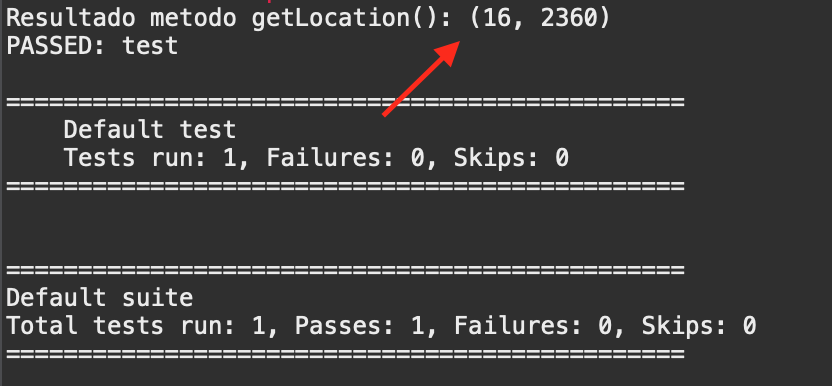 Resultado metodo getLocation(): (16, 2360)
PASSED: test
===============================================
    Default test
    Tests run: 1, Failures: 0, Skips: 0
===============================================
===============================================
Default suite
Total tests run: 1, Passes: 1, Failures: 0, Skips: 0
===============================================